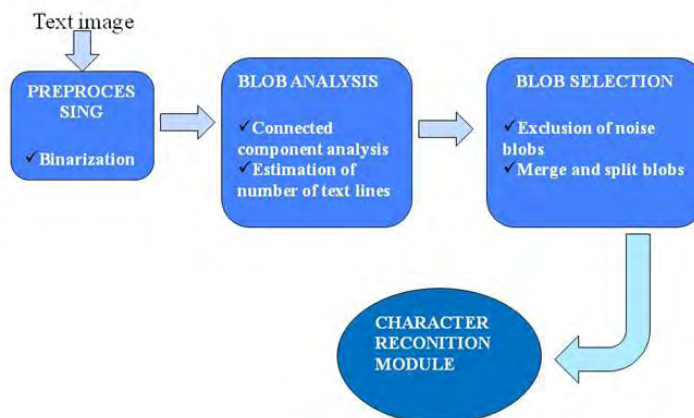 Text image
PREPROCES
SING
✓Binarization
BLOB ANALYSIS
✓Connected
component analysis
✓Estimation of
number of text lines
BLOB SELECTION
✓Exclusion of noise
blobs
✓Merge and split blobs
CHARACTER
RECONITION
MODULE